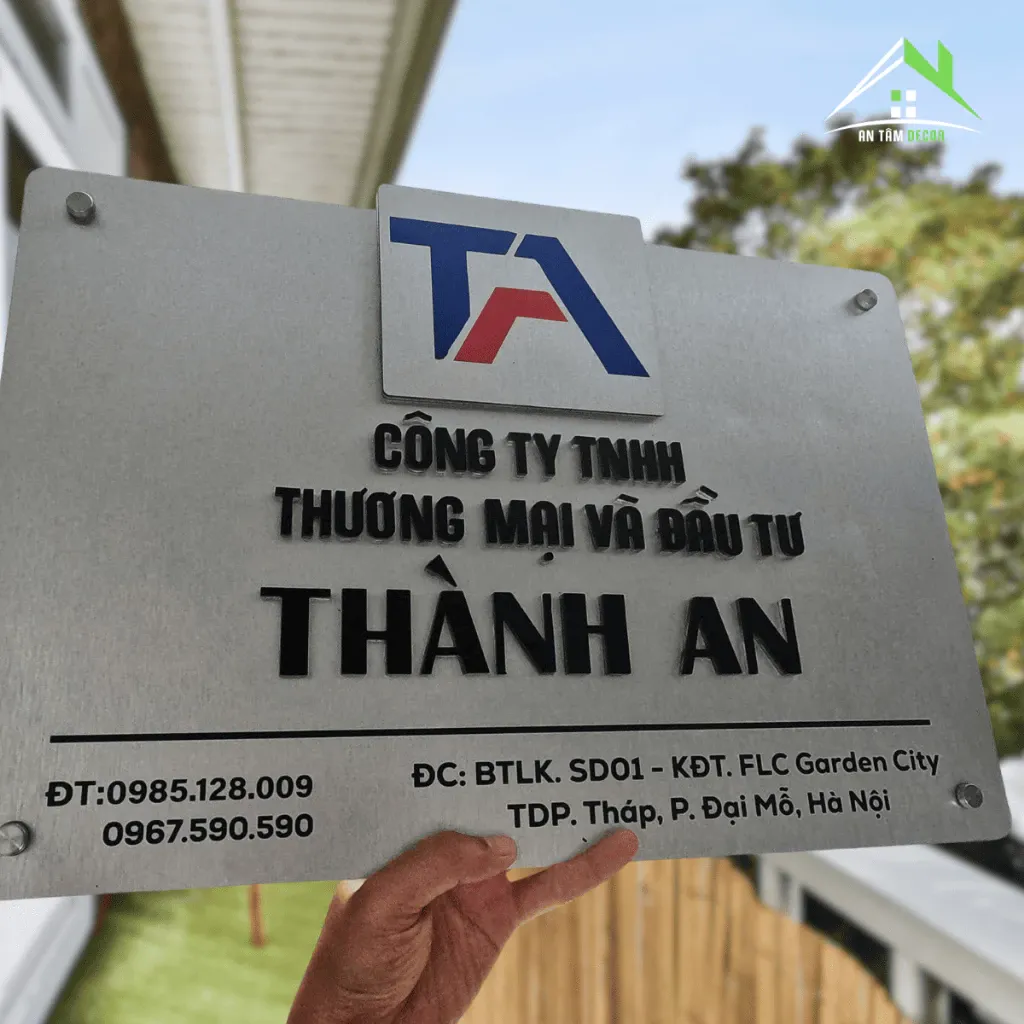 AN TÂM DECOR
TA
CÔNG TY TNHH
THƯƠNG MẠI VÀ ĐẦU TƯ
THÀNH AN
ĐT:0985.128.009
0967.590.590
ĐC: BTLK. SD01 - KĐT. FLC Garden City
TDP. Tháp, P. Đại Mỗ, Hà Nội